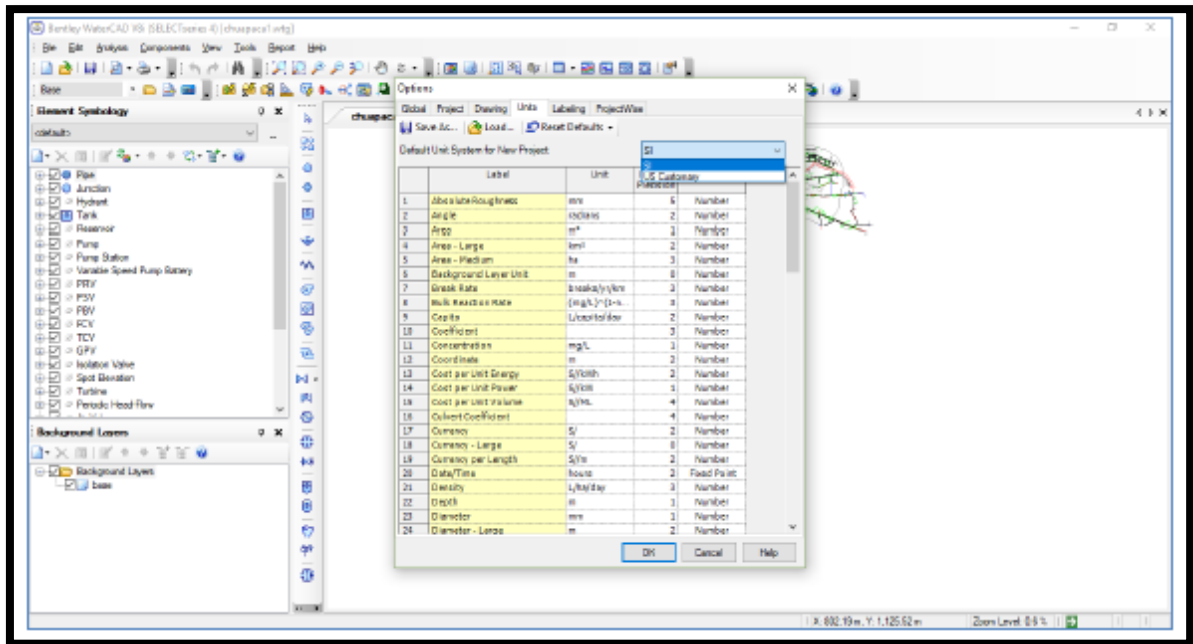 Bentley WaterCAD V8i (SELECTseries 4) [chuapaca1.wtg]
File Edit Analysis Components View Tools Report Help
Base
Element Symbology
<default>
Pipe
Junction
Hydrant
Tank
Reservoir
Pump
Pump Station
Variable Speed Pump Battery
PRV
PSV
PBV
FCV
TCV
GPV
Isolation Valve
Spot Elevation
Turbine
Periodic Head-Flow
Background Layers
Background Layers
base
chuapac
Options
Global Project Drawing Units Labeling ProjectWise
Save As... Load... Reset Defaults
Default Unit System for New Project: SI
SI
US Customary
Label Unit Precision
1 Absolute Roughness mm 5 Number
2 Angle radians 2 Number
3 Area m² 1 Number
4 Area - Large km² 2 Number
5 Area - Medium ha 3 Number
6 Background Layer Unit m 0 Number
7 Break Rate breaks/yr/km 3 Number
8 Bulk Reaction Rate (mg/L)^(1-n... 3 Number
9 Capita L/capita/day 2 Number
10 Coefficient 3 Number
11 Concentration mg/L 1 Number
12 Coordinate m 2 Number
13 Cost per Unit Energy S/kWh 2 Number
14 Cost per Unit Power S/kW 1 Number
15 Cost per Unit Volume S/ML 4 Number
16 Culvert Coefficient 4 Number
17 Currency S/ 2 Number
18 Currency - Large S/ 0 Number
19 Currency per Length S/m 2 Number
20 Date/Time hours 2 Fixed Point
21 Density L/ha/day 3 Number
22 Depth m 1 Number
23 Diameter mm 1 Number
24 Diameter - Large m 2 Number
OK Cancel Help
X: 802.19 m, Y: 1,125.52 m Zoom Level: 0.6 %